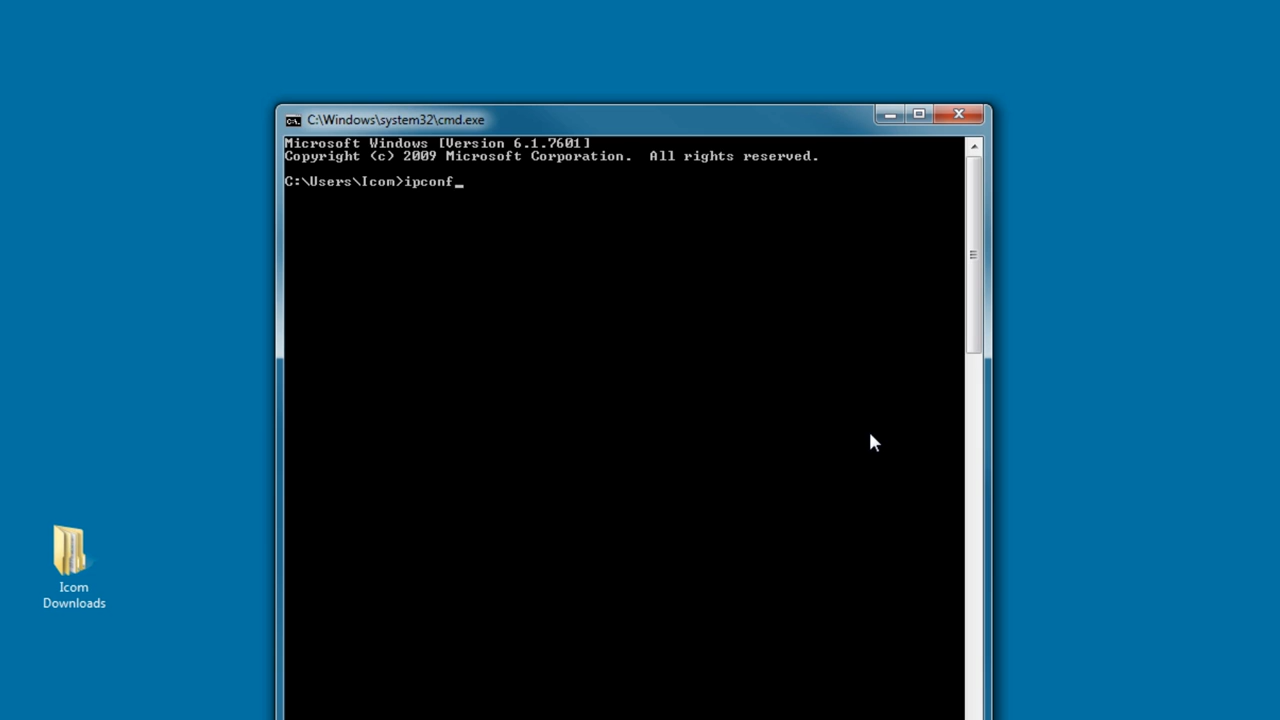 C:\Windows\system32\cmd.exe
Microsoft Windows [Version 6.1.7601]
Copyright (c) 2009 Microsoft Corporation.  All rights reserved.
C:\Users\Icom>ipconf_
Icom
Downloads